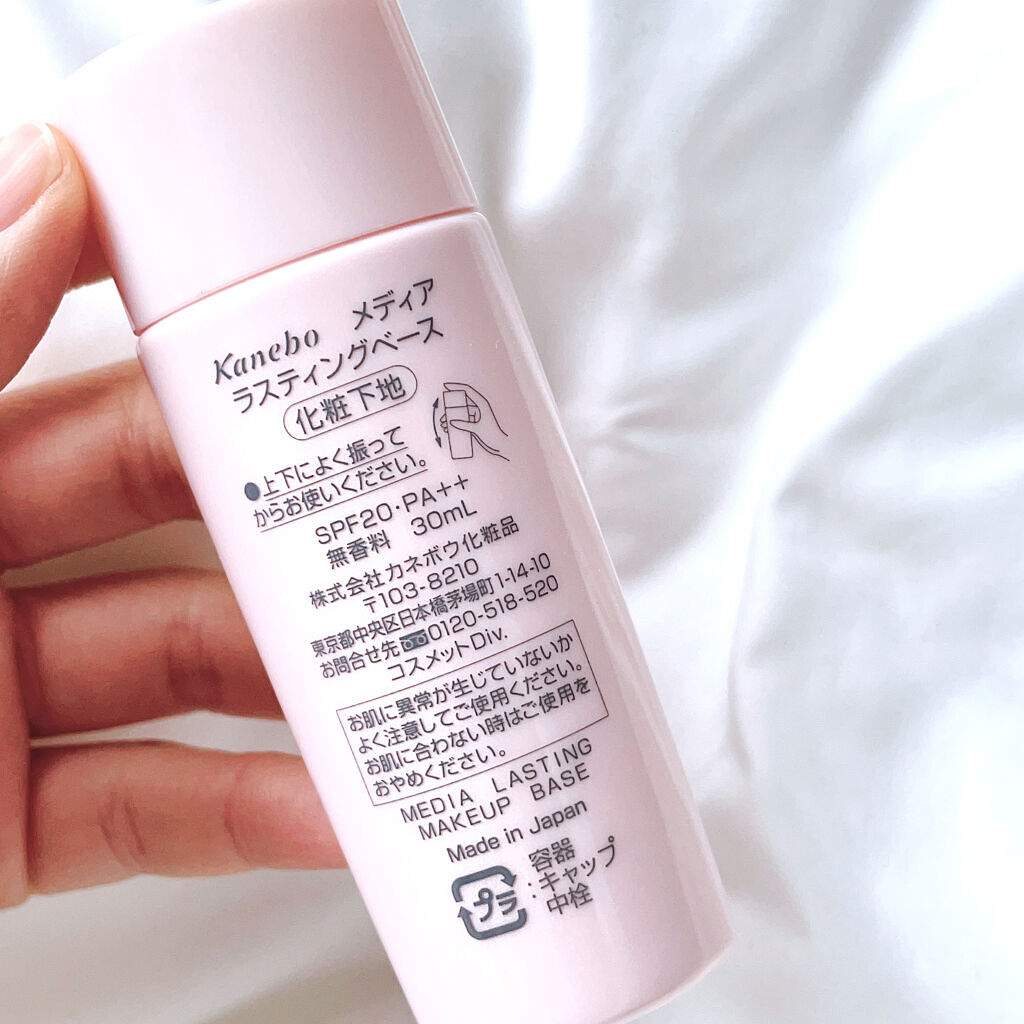 Kanebo メディア
ラスティングベース
化粧下地
●上下によく振って
からお使いください。
SPF20・PA++
無香料 30mL
株式会社カネボウ化粧品
〒103-8210
東京都中央区日本橋茅場町1-14-10
お問合せ先 0120-518-520
コスメットDiv.
お肌に異常が生じていないか
よく注意してご使用ください。
お肌に合わない時はご使用を
おやめください。
MEDIA LASTING
MAKEUP BASE
Made in Japan
プラ : 容器
キャップ
中栓